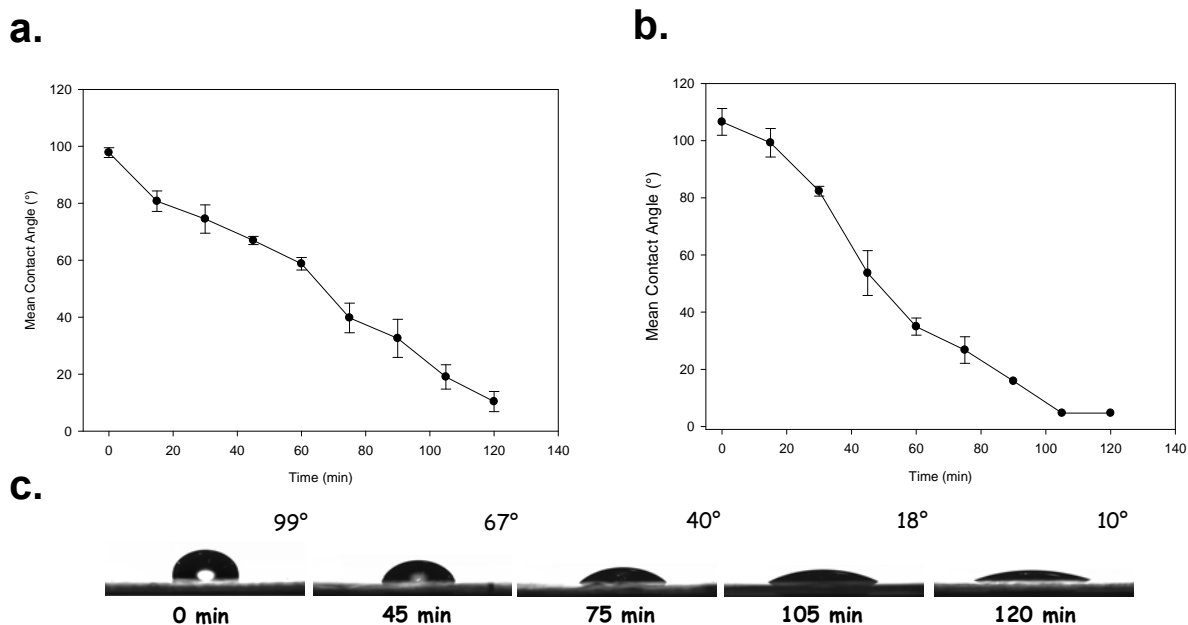 a.
120
100
80
60
40
20
0
Mean Contact Angle (°)
0 20 40 60 80 100 120 140
Time (min)
b.
120
100
80
60
40
20
0
Mean Contact Angle (°)
0 20 40 60 80 100 120 140
Time (min)
c.
99° 67° 40° 18° 10°
0 min 45 min 75 min 105 min 120 min